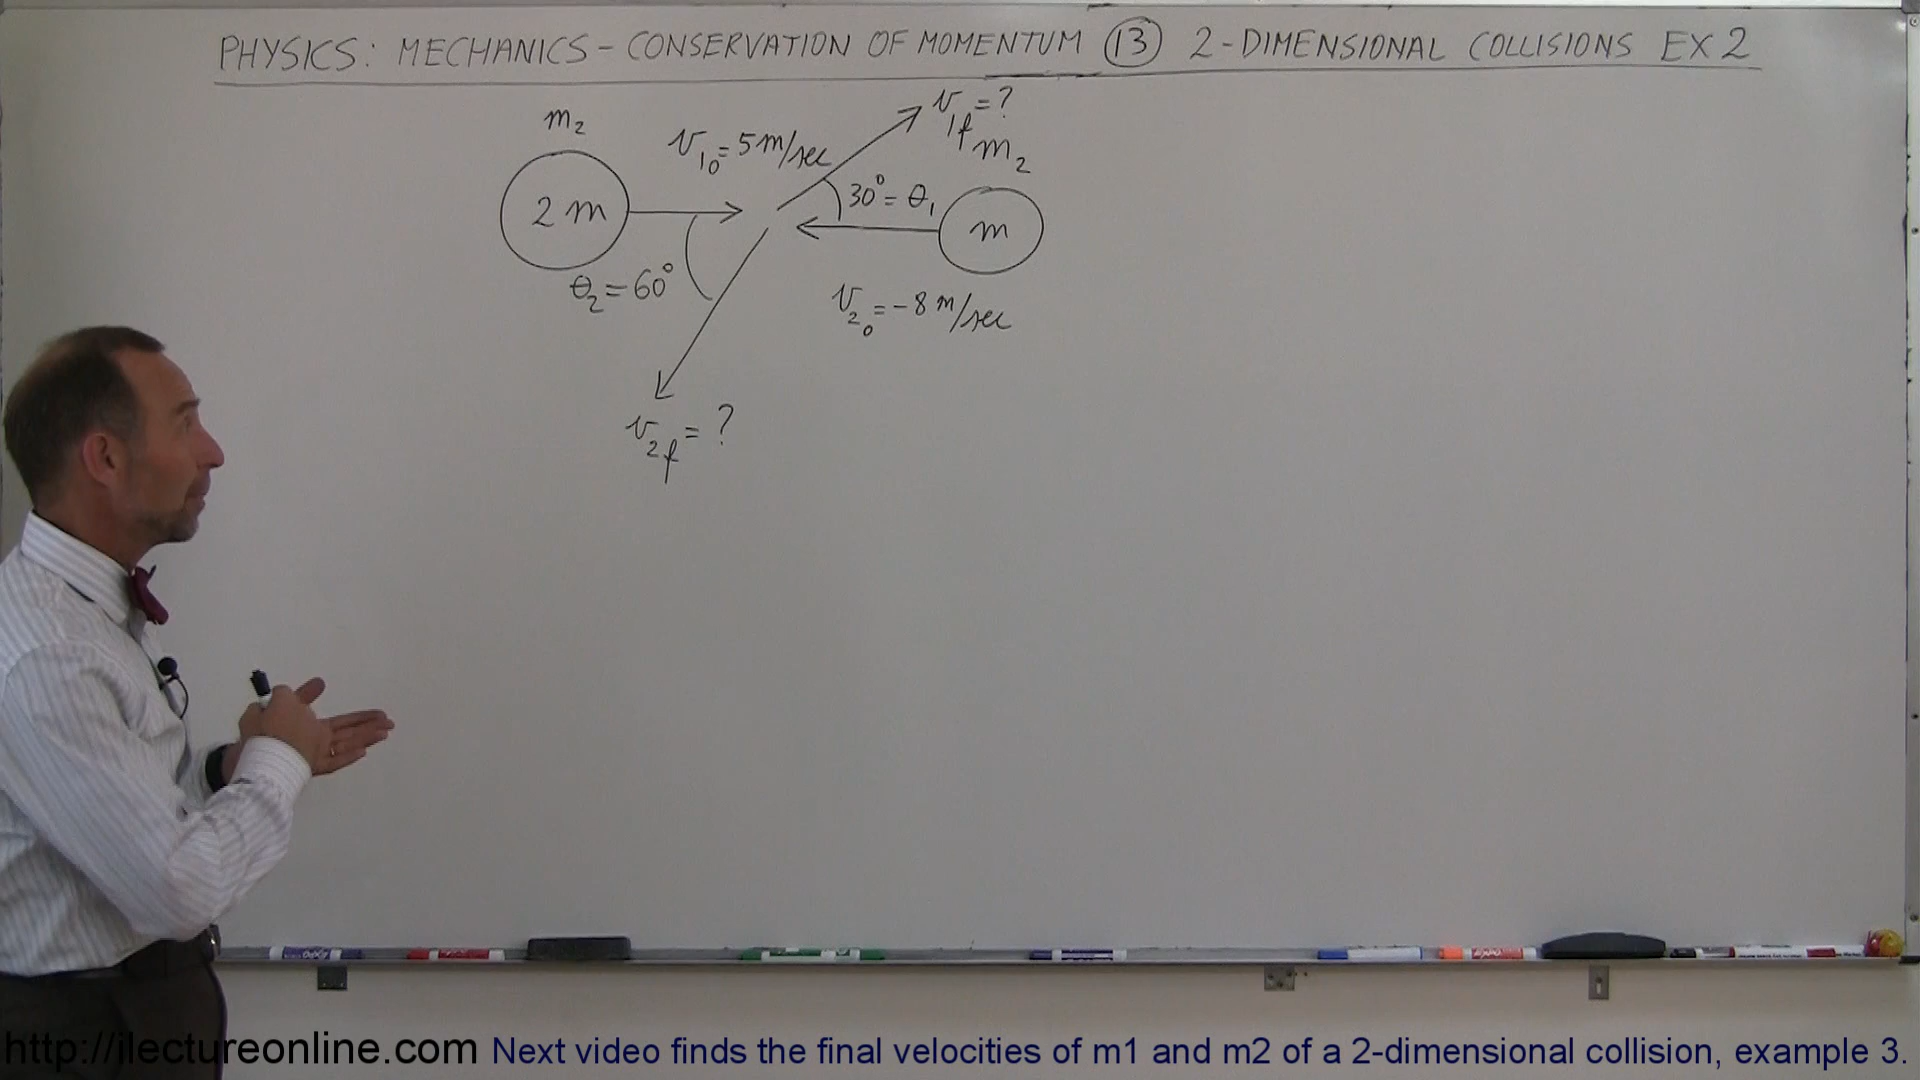 PHYSICS: MECHANICS - CONSERVATION OF MOMENTUM 13 2-DIMENSIONAL COLLISIONS EX 2
m₂
v₁₀ = 5 m/sec
v₁f = ?
m₂
2 m
30° = θ₁
m
θ₂ = 60°
v₂₀ = -8 m/sec
v₂f = ?
EXPO
http://ilectureonline.com Next video finds the final velocities of m1 and m2 of a 2-dimensional collision, example 3.